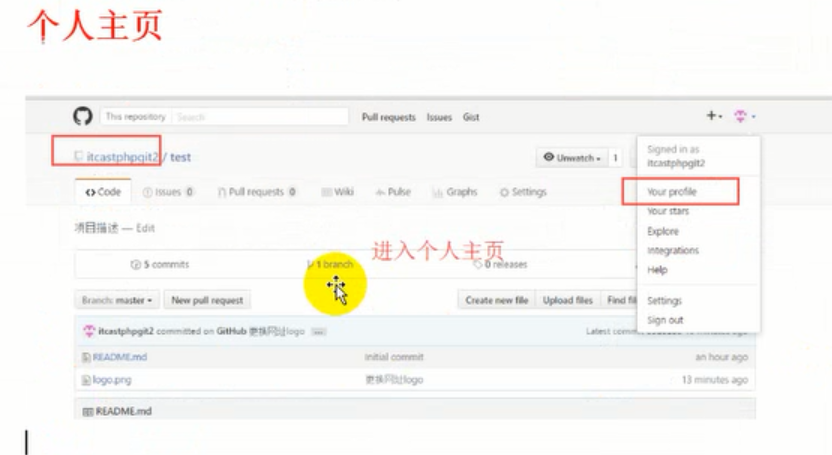 个人主页
This repository Search Pull requests Issues Gist
itcastphpgit2 / test
Unwatch 1
Signed in as
itcastphpgit2
Your profile
Your stars
Explore
Integrations
Help
Settings
Sign out
Code Issues 0 Pull requests 0 Wiki Pulse Graphs Settings
项目描述 — Edit
进入个人主页
5 commits 1 branch 0 releases
Branch: master New pull request Create new file Upload files Find
itcastphpgit2 committed on GitHub 更换网址logo Latest
README.md initial commit an hour ago
logo.png 更换网址logo 13 minutes ago
README.md